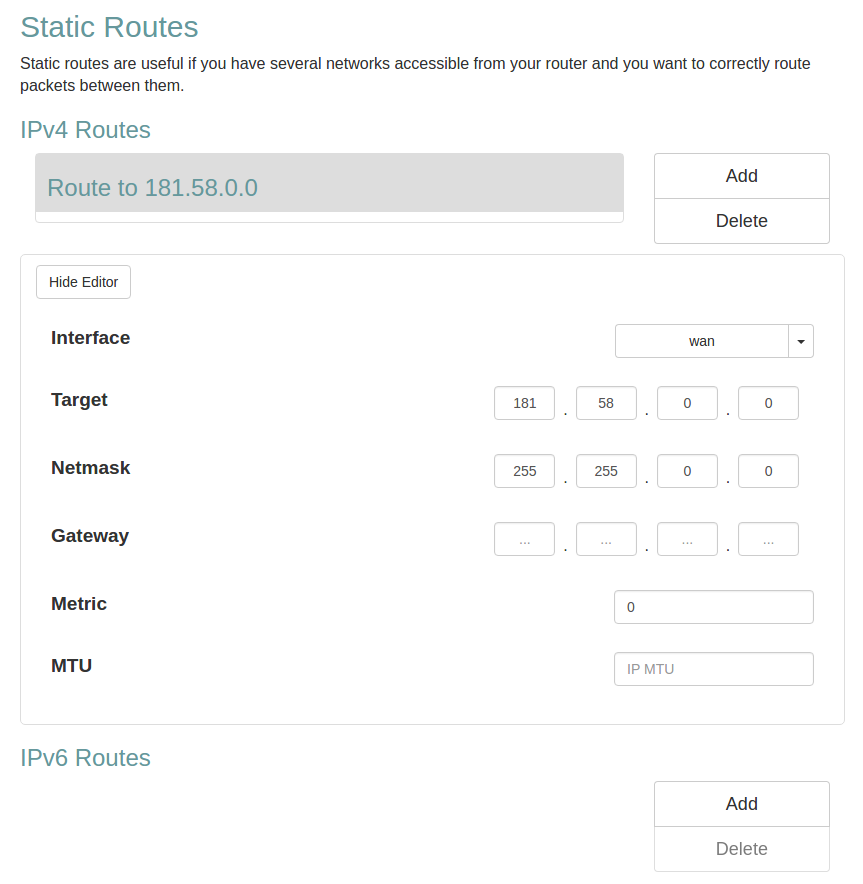 Static Routes
Static routes are useful if you have several networks accessible from your router and you want to correctly route
packets between them.
IPv4 Routes
Route to 181.58.0.0
Add
Delete
Hide Editor
Interface
wan
Target
181 . 58 . 0 . 0
Netmask
255 . 255 . 0 . 0
Gateway
... . ... . ... . ...
Metric
0
MTU
IP MTU
IPv6 Routes
Add
Delete